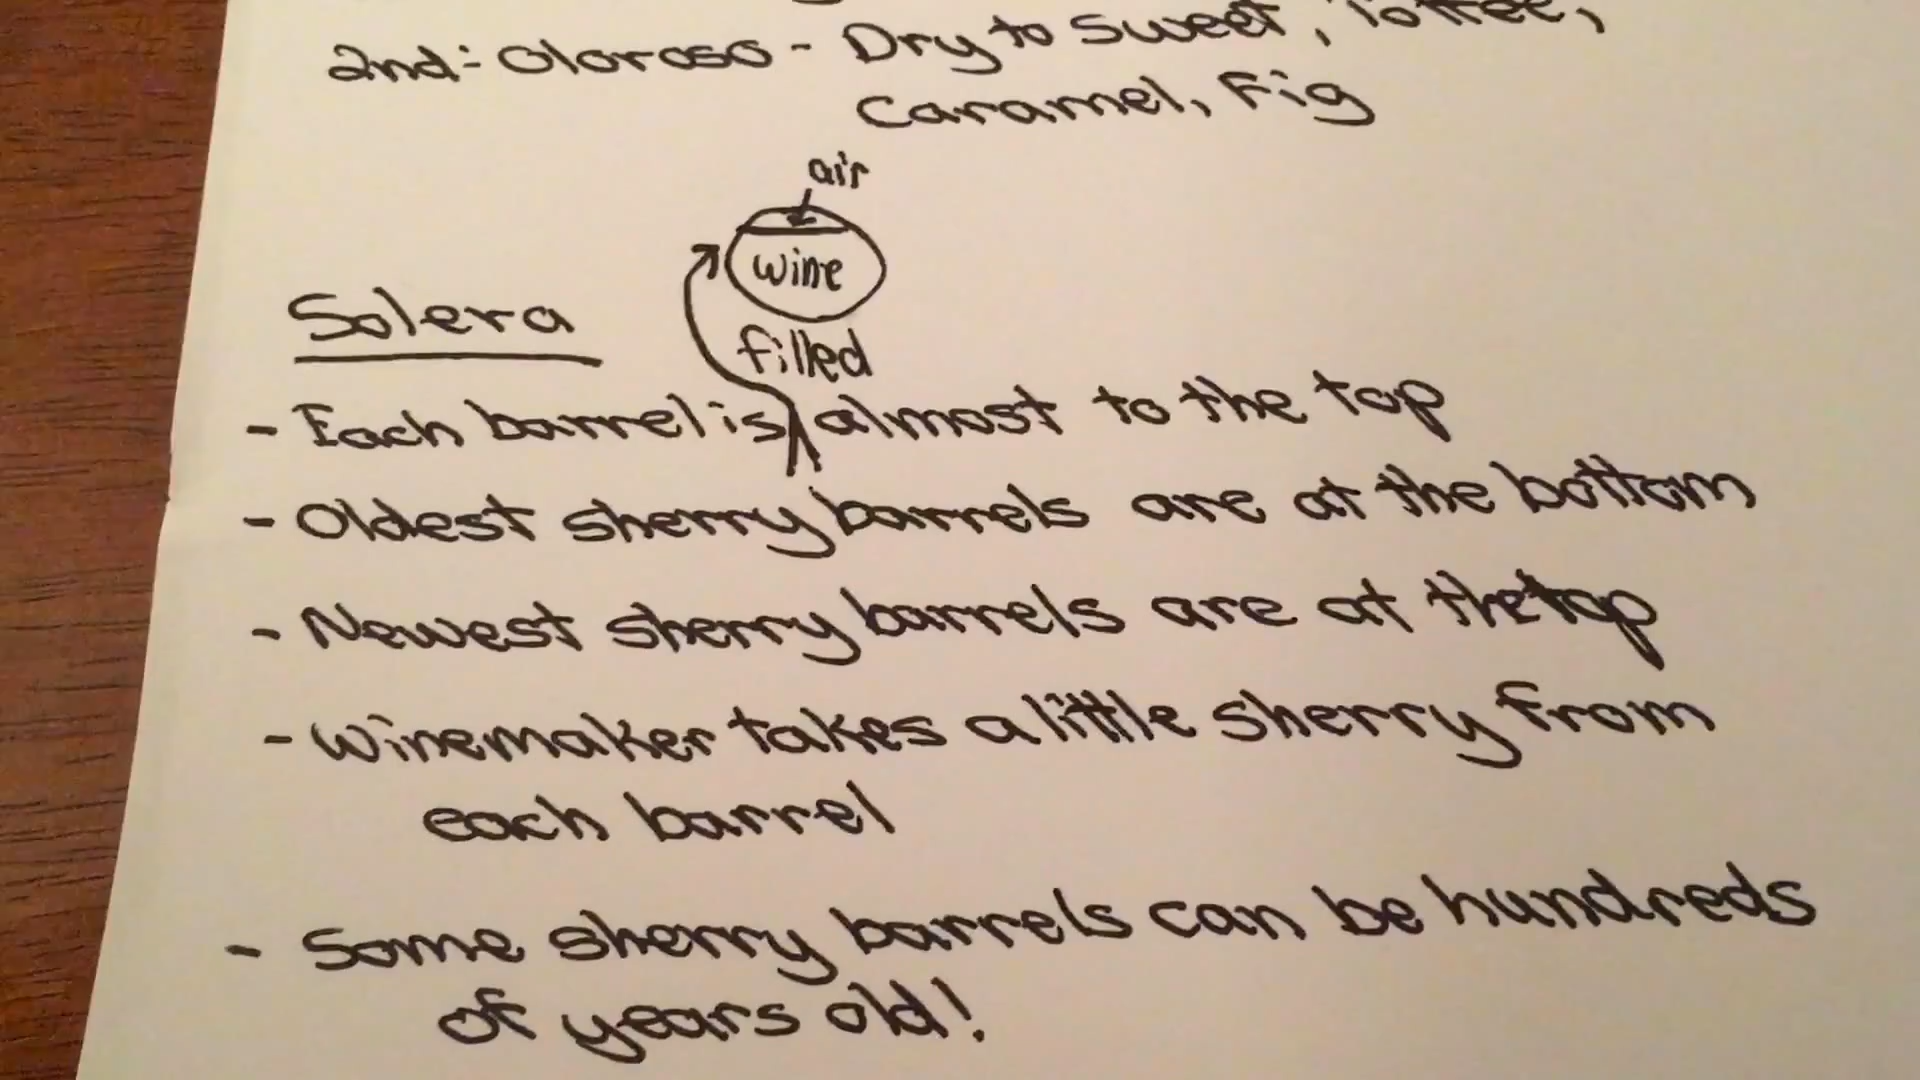 2nd: Oloroso - Dry to Sweet, Toffee,
Caramel, Fig
air
wine
Solera
filled
- Each barrel is almost to the top
- Oldest sherry barrels are at the bottom
- Newest sherry barrels are at the top
- Winemaker takes a little sherry from
each barrel
- Some sherry barrels can be hundreds
of years old!